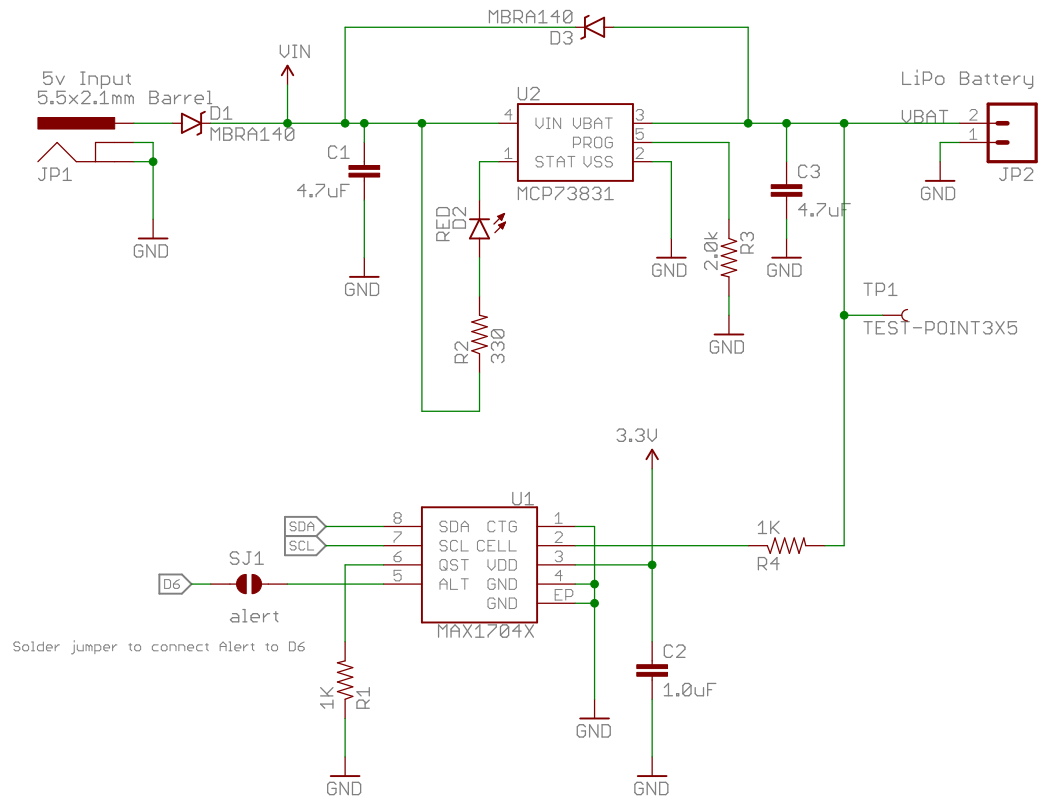 MBRA140
D3
VIN
5v Input
5.5x2.1mm Barrel
LiPo Battery
D1
MBRA140
U2
VBAT
4
VIN
VBAT
3
2
PROG
5
1
1
STAT
VSS
2
JP1
C1
4.7uF
MCP73831
C3
4.7uF
JP2
GND
RED
D2
2.0k
R3
GND
GND
GND
GND
TP1
TEST-POINT3X5
R2
330
GND
3.3V
U1
SDA
8
SDA
CTG
1
1K
SCL
7
SCL
CELL
2
R4
SJ1
6
QST
VDD
3
D6
5
ALT
GND
4
GND
EP
alert
MAX1704X
Solder jumper to connect Alert to D6
C2
1.0uF
1K
R1
GND
GND
GND